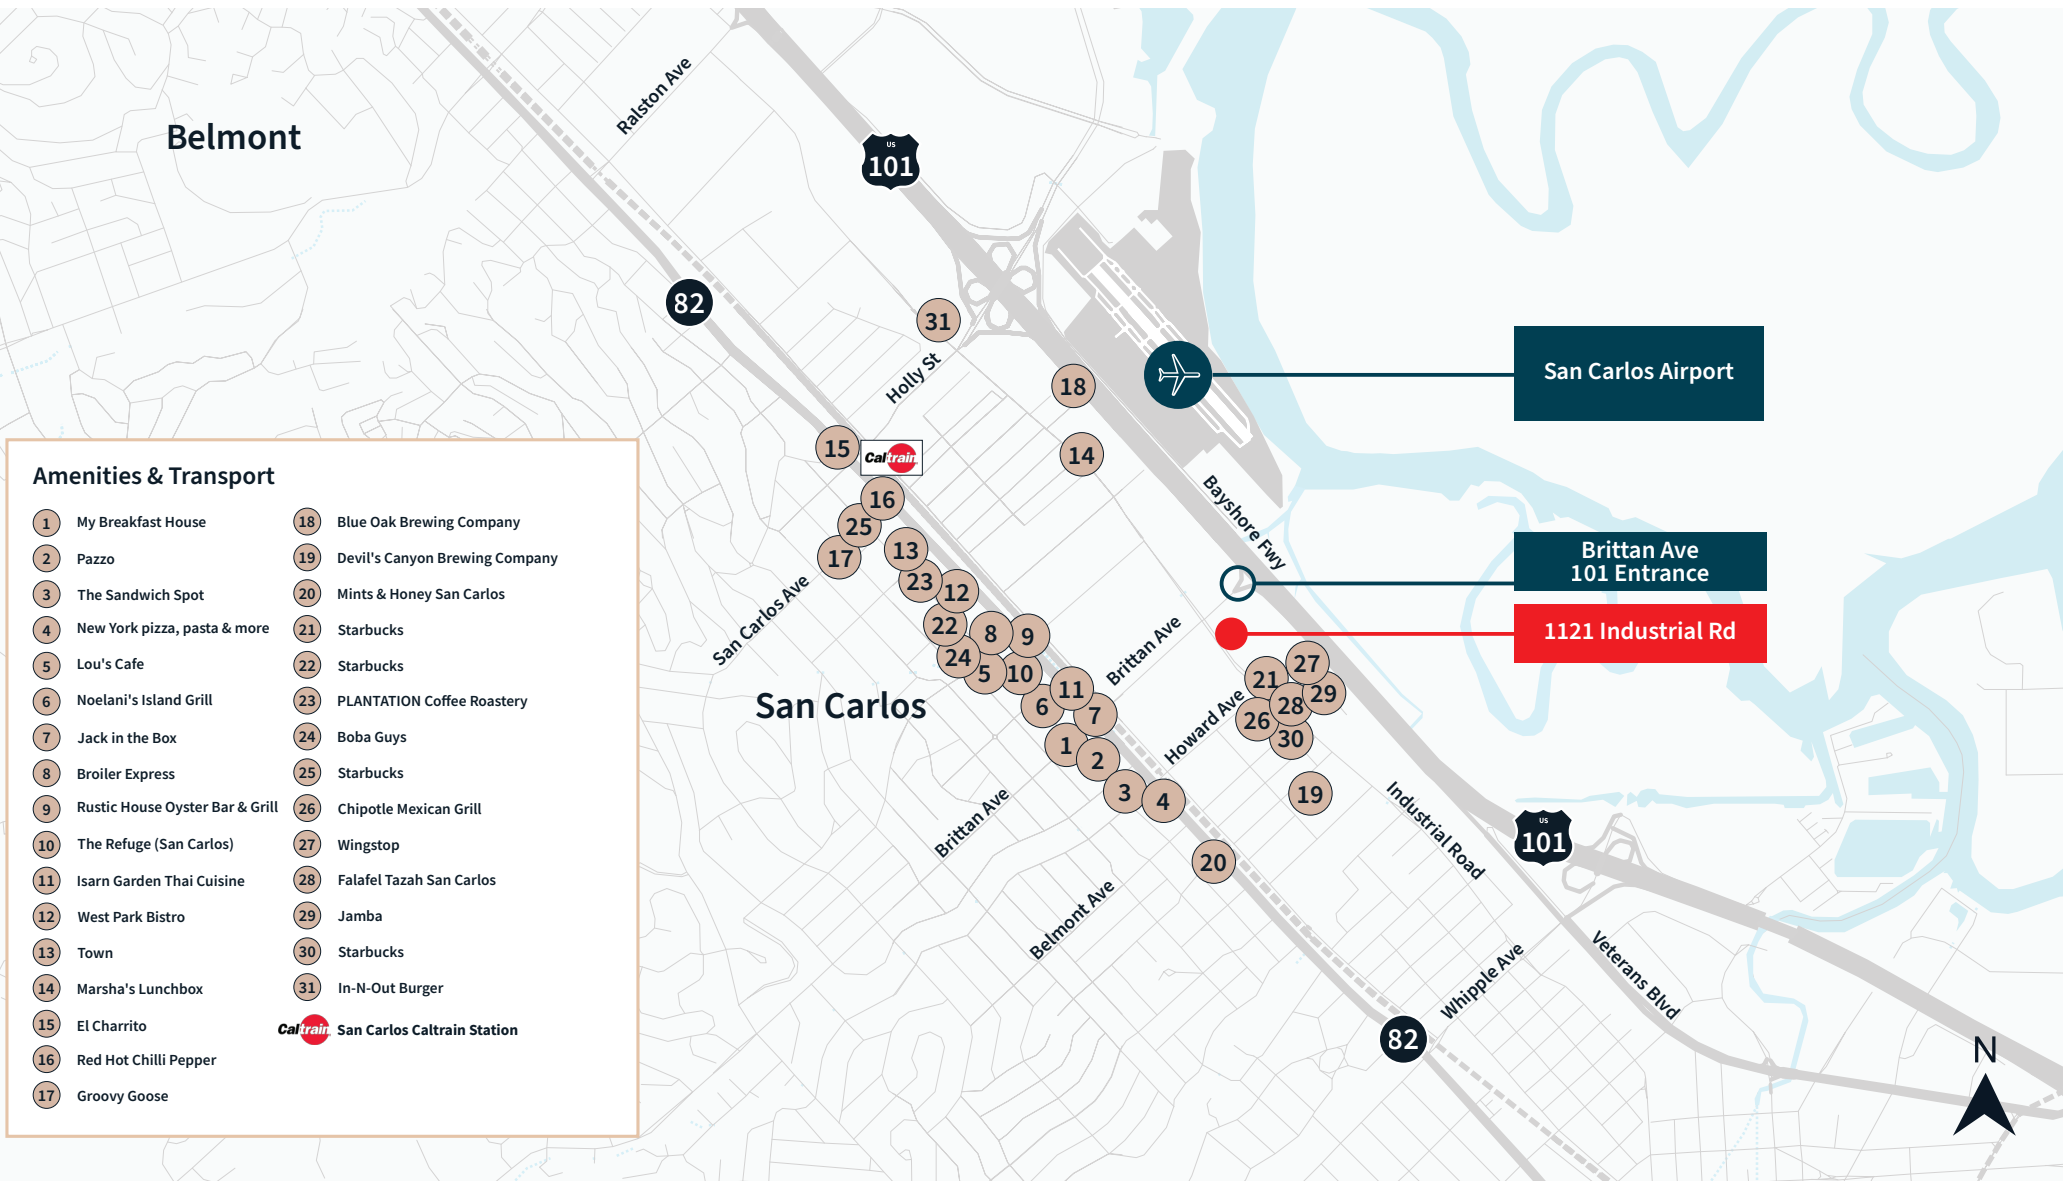 Belmont
Ralston Ave
US
101
82
31
Holly St
18
San Carlos Airport
15
Caltrain
14
16
25
17
13
23
12
Bayshore Fwy
Brittan Ave
101 Entrance
1121 Industrial Rd
San Carlos Ave
22
8
9
24
5
10
11
6
7
Brittan Ave
San Carlos
1
2
3
4
Howard Ave
27
21
29
28
26
30
19
20
Brittan Ave
Belmont Ave
Industrial Road
US
101
Whipple Ave
Veterans Blvd
82
N
Amenities & Transport
1 My Breakfast House
2 Pazzo
3 The Sandwich Spot
4 New York pizza, pasta & more
5 Lou's Cafe
6 Noelani's Island Grill
7 Jack in the Box
8 Broiler Express
9 Rustic House Oyster Bar & Grill
10 The Refuge (San Carlos)
11 Isarn Garden Thai Cuisine
12 West Park Bistro
13 Town
14 Marsha's Lunchbox
15 El Charrito
16 Red Hot Chilli Pepper
17 Groovy Goose
18 Blue Oak Brewing Company
19 Devil's Canyon Brewing Company
20 Mints & Honey San Carlos
21 Starbucks
22 Starbucks
23 PLANTATION Coffee Roastery
24 Boba Guys
25 Starbucks
26 Chipotle Mexican Grill
27 Wingstop
28 Falafel Tazah San Carlos
29 Jamba
30 Starbucks
31 In-N-Out Burger
Caltrain San Carlos Caltrain Station